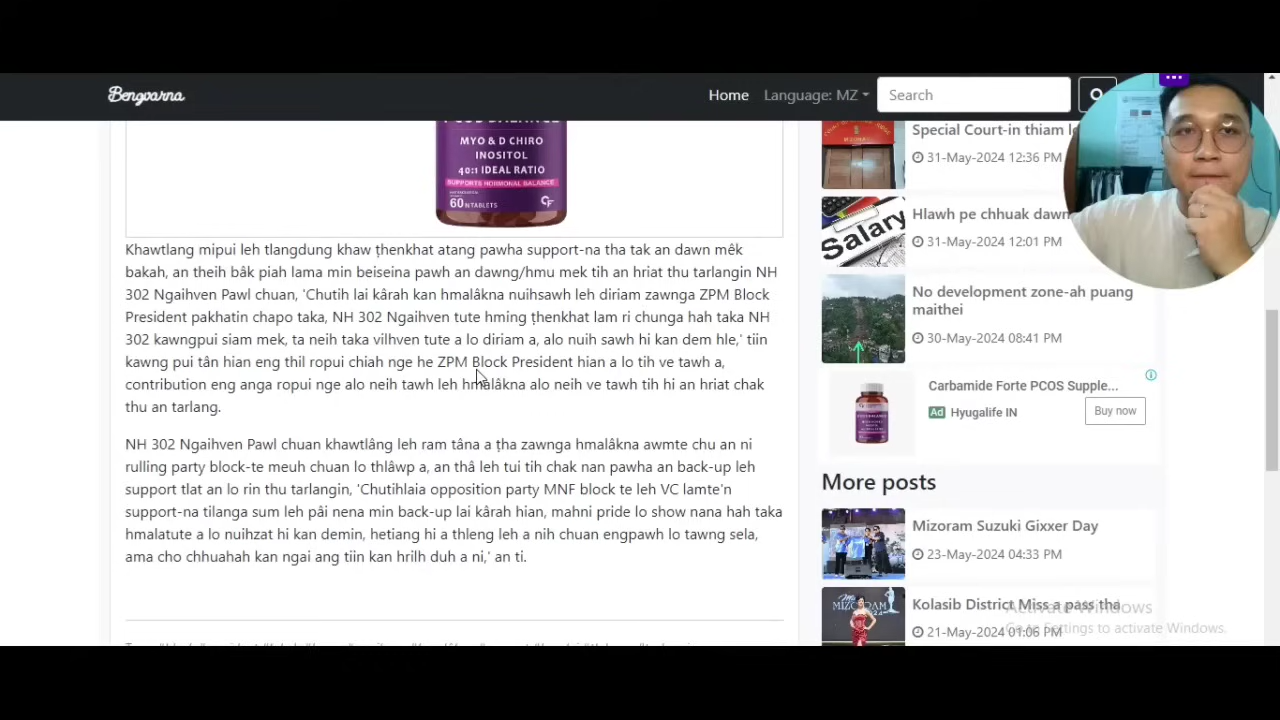 Bengvarna
Home
Language: MZ
Search
MYO & D CHIRO
INOSITOL
40:1 IDEAL RATIO
SUPPORTS HORMONAL BALANCE
60 TABLETS
CF
Khawtlang mipui leh tlangdung khaw ṭhenkhat atang pawha support-na tha tak an dawn mêk
bakah, an theih bâk piah lama min beiseina pawh an dawng/hmu mek tih an hriat thu tarlangin NH
302 Ngaihven Pawl chuan, 'Chutih lai kârah kan hmalâkna nuihsawh leh diriam zawnga ZPM Block
President pakhatin chapo taka, NH 302 Ngaihven tute hming ṭhenkhat lam ri chunga hah taka NH
302 kawngpui siam mek, ta neih taka vilhven tute a lo diriam a, alo nuih sawh hi kan dem hle,' tiin
kawng pui tân hian eng thil ropui chiah nge he ZPM Block President hian a lo tih ve tawh a,
contribution eng anga ropui nge alo neih tawh leh hmalâkna alo neih ve tawh tih hi an hriat chak
thu an tarlang.
NH 302 Ngaihven Pawl chuan khawtlâng leh ram tâna a ṭha zawnga hmalâkna awmte chu an ni
rulling party block-te meuh chuan lo thlâwp a, an thâ leh tui tih chak nan pawha an back-up leh
support tlat an lo rin thu tarlangin, 'Chutihlaia opposition party MNF block te leh VC lamte'n
support-na tilanga sum leh pâi nena min back-up lai kârah hian, mahni pride lo show nana hah taka
hmalatute a lo nuihzat hi kan demin, hetiang hi a thleng leh a nih chuan engpawh lo tawng sela,
ama cho chhuahah kan ngai ang tiin kan hrilh duh a ni,' an ti.
Special Court-in thiam
31-May-2024 12:36 PM
Hlawh pe chhuak
31-May-2024 12:01 PM
Salary
No development zone-ah puang
maithei
30-May-2024 08:41 PM
Carbamide Forte PCOS Supple...
Ad Hyugalife IN
Buy now
More posts
Mizoram Suzuki Gixxer Day
23-May-2024 04:33 PM
Kolasib District Miss a pass tha
21-May-2024 01:06 PM
Activate Windows
Go to Settings to activate Windows.